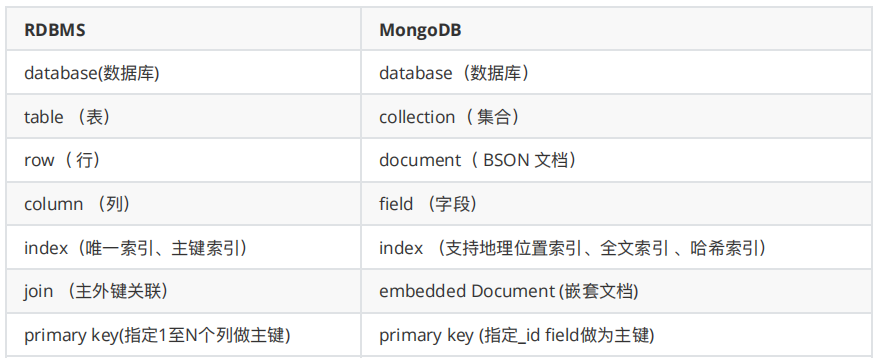 RDBMS MongoDB
database(数据库) database（数据库）
table （表） collection（ 集合）
row（ 行） document（ BSON 文档）
column （列） field （字段）
index（唯一索引、主键索引） index （支持地理位置索引、全文索引 、哈希索引）
join （主外键关联） embedded Document (嵌套文档)
primary key(指定1至N个列做主键) primary key (指定_id field做为主键)